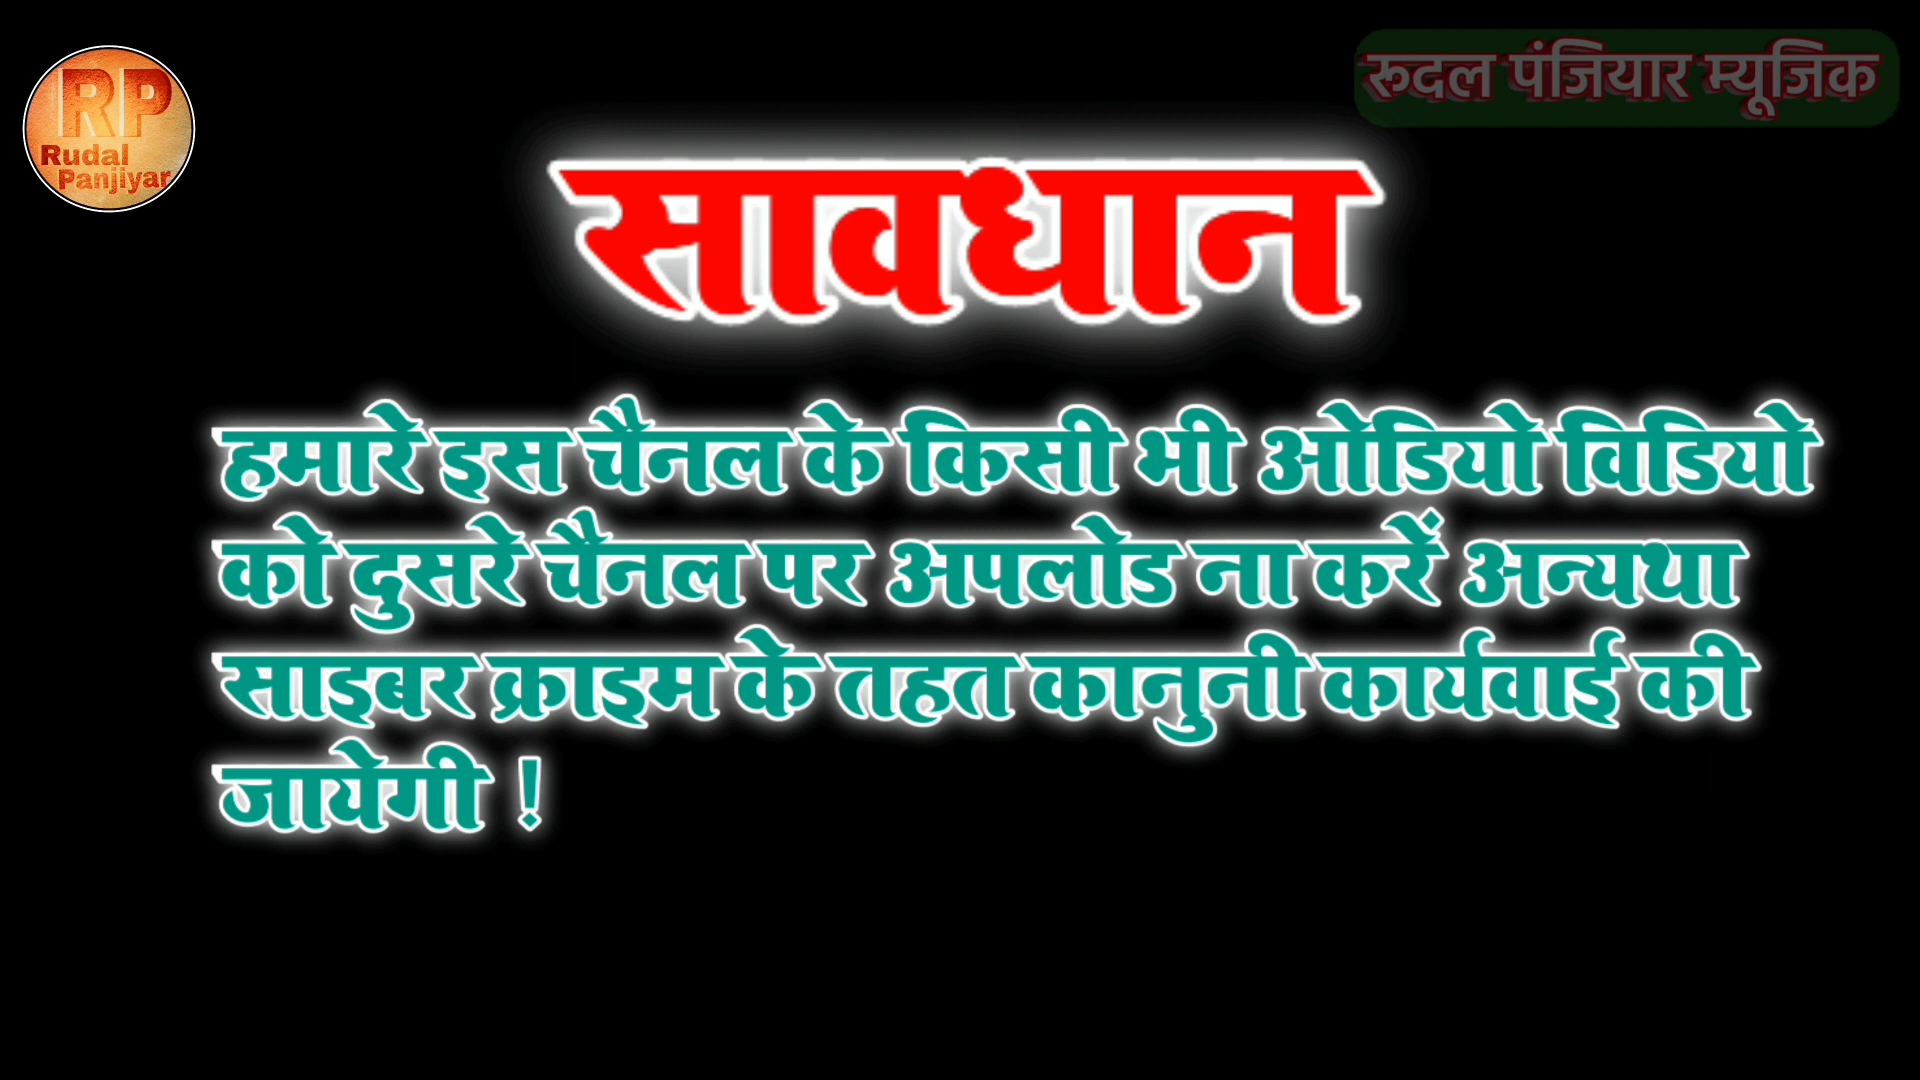 RP
Rudal
Panjiyar
रूदल पंजियार म्यूजिक
सावधान
हमारे इस चैनल के किसी भी ओडियो विडियो
को दुसरे चैनल पर अपलोड ना करें अन्यथा
साइबर क्राइम के तहत कानुनी कार्यवाई की
जायेगी !